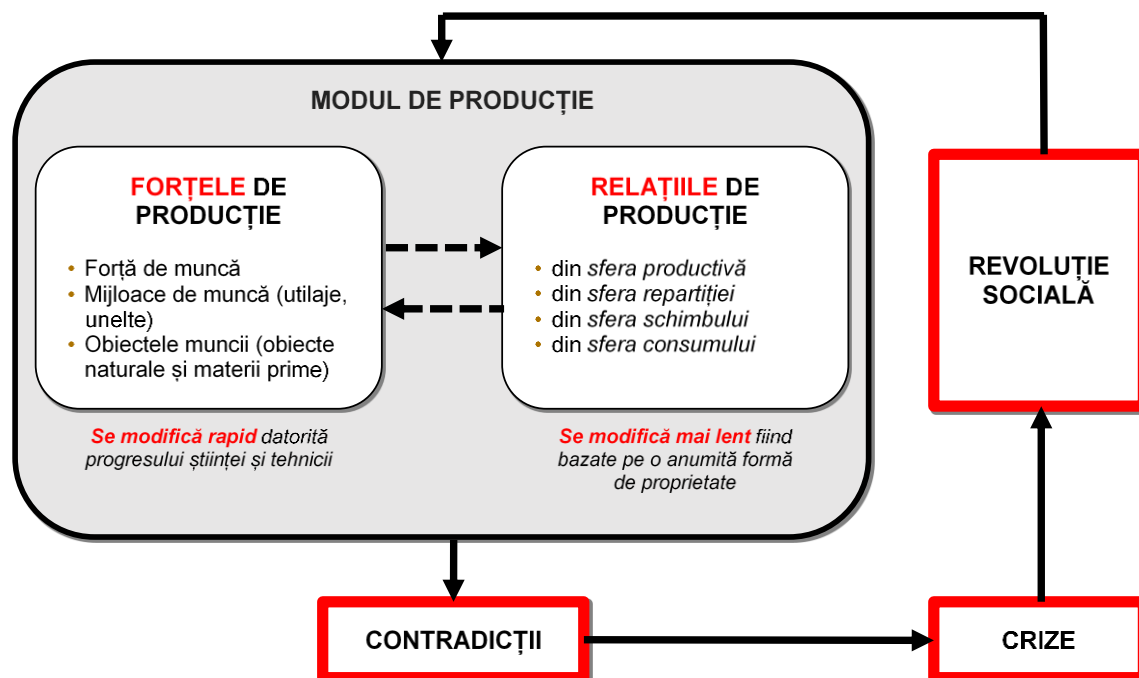 MODUL DE PRODUCȚIE
FORȚELE DE
PRODUCȚIE
• Forță de muncă
• Mijloace de muncă (utilaje,
unelte)
• Obiectele muncii (obiecte
naturale și materii prime)
Se modifică rapid datorită
progresului științei și tehnicii
RELAȚIILE DE
PRODUCȚIE
• din sfera productivă
• din sfera repartiției
• din sfera schimbului
• din sfera consumului
Se modifică mai lent fiind
bazate pe o anumită formă
de proprietate
CONTRADICȚII
CRIZE
REVOLUȚIE
SOCIALĂ